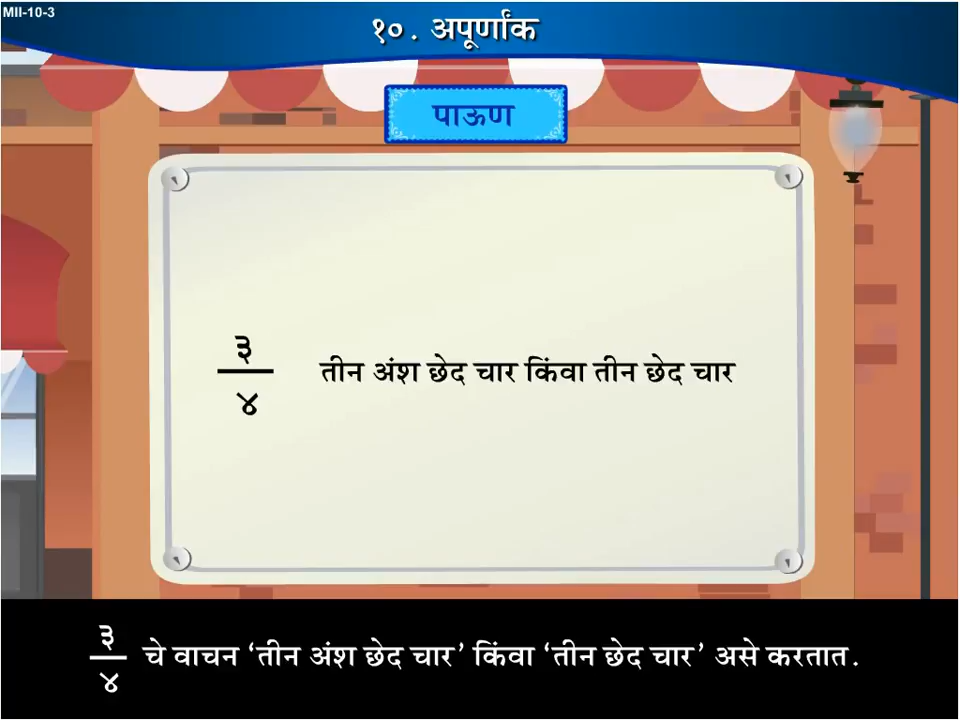 MII-10-3
१०. अपूर्णांक
पाऊण
३/४ तीन अंश छेद चार किंवा तीन छेद चार
३/४ चे वाचन ‘तीन अंश छेद चार’ किंवा ‘तीन छेद चार’ असे करतात.